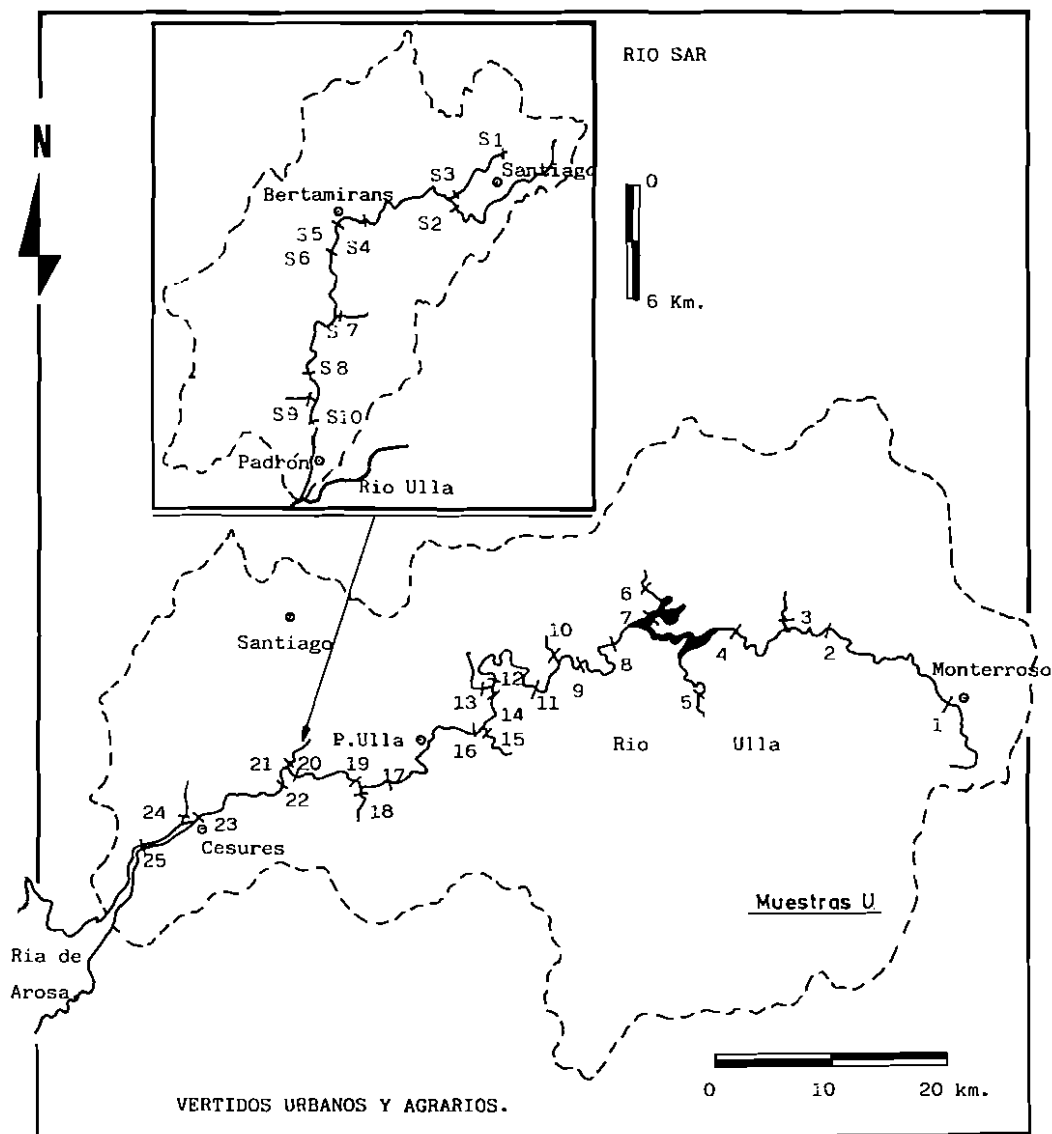 RIO SAR
N
S1
Santiago
S3
Bertamirans
S2
S5
S4
S6
S7
S8
S9
S10
Padrón
Rio Ulla
0
6 Km.
Santiago
6
7
10
8
4
3
2
Monterroso
1
9
5
12
13
11
14
P.Ulla
16
15
Rio Ulla
21
20
19
17
22
18
24
23
Cesures
25
Muestras U
Ria de
Arosa
0 10 20 km.
VERTIDOS URBANOS Y AGRARIOS.